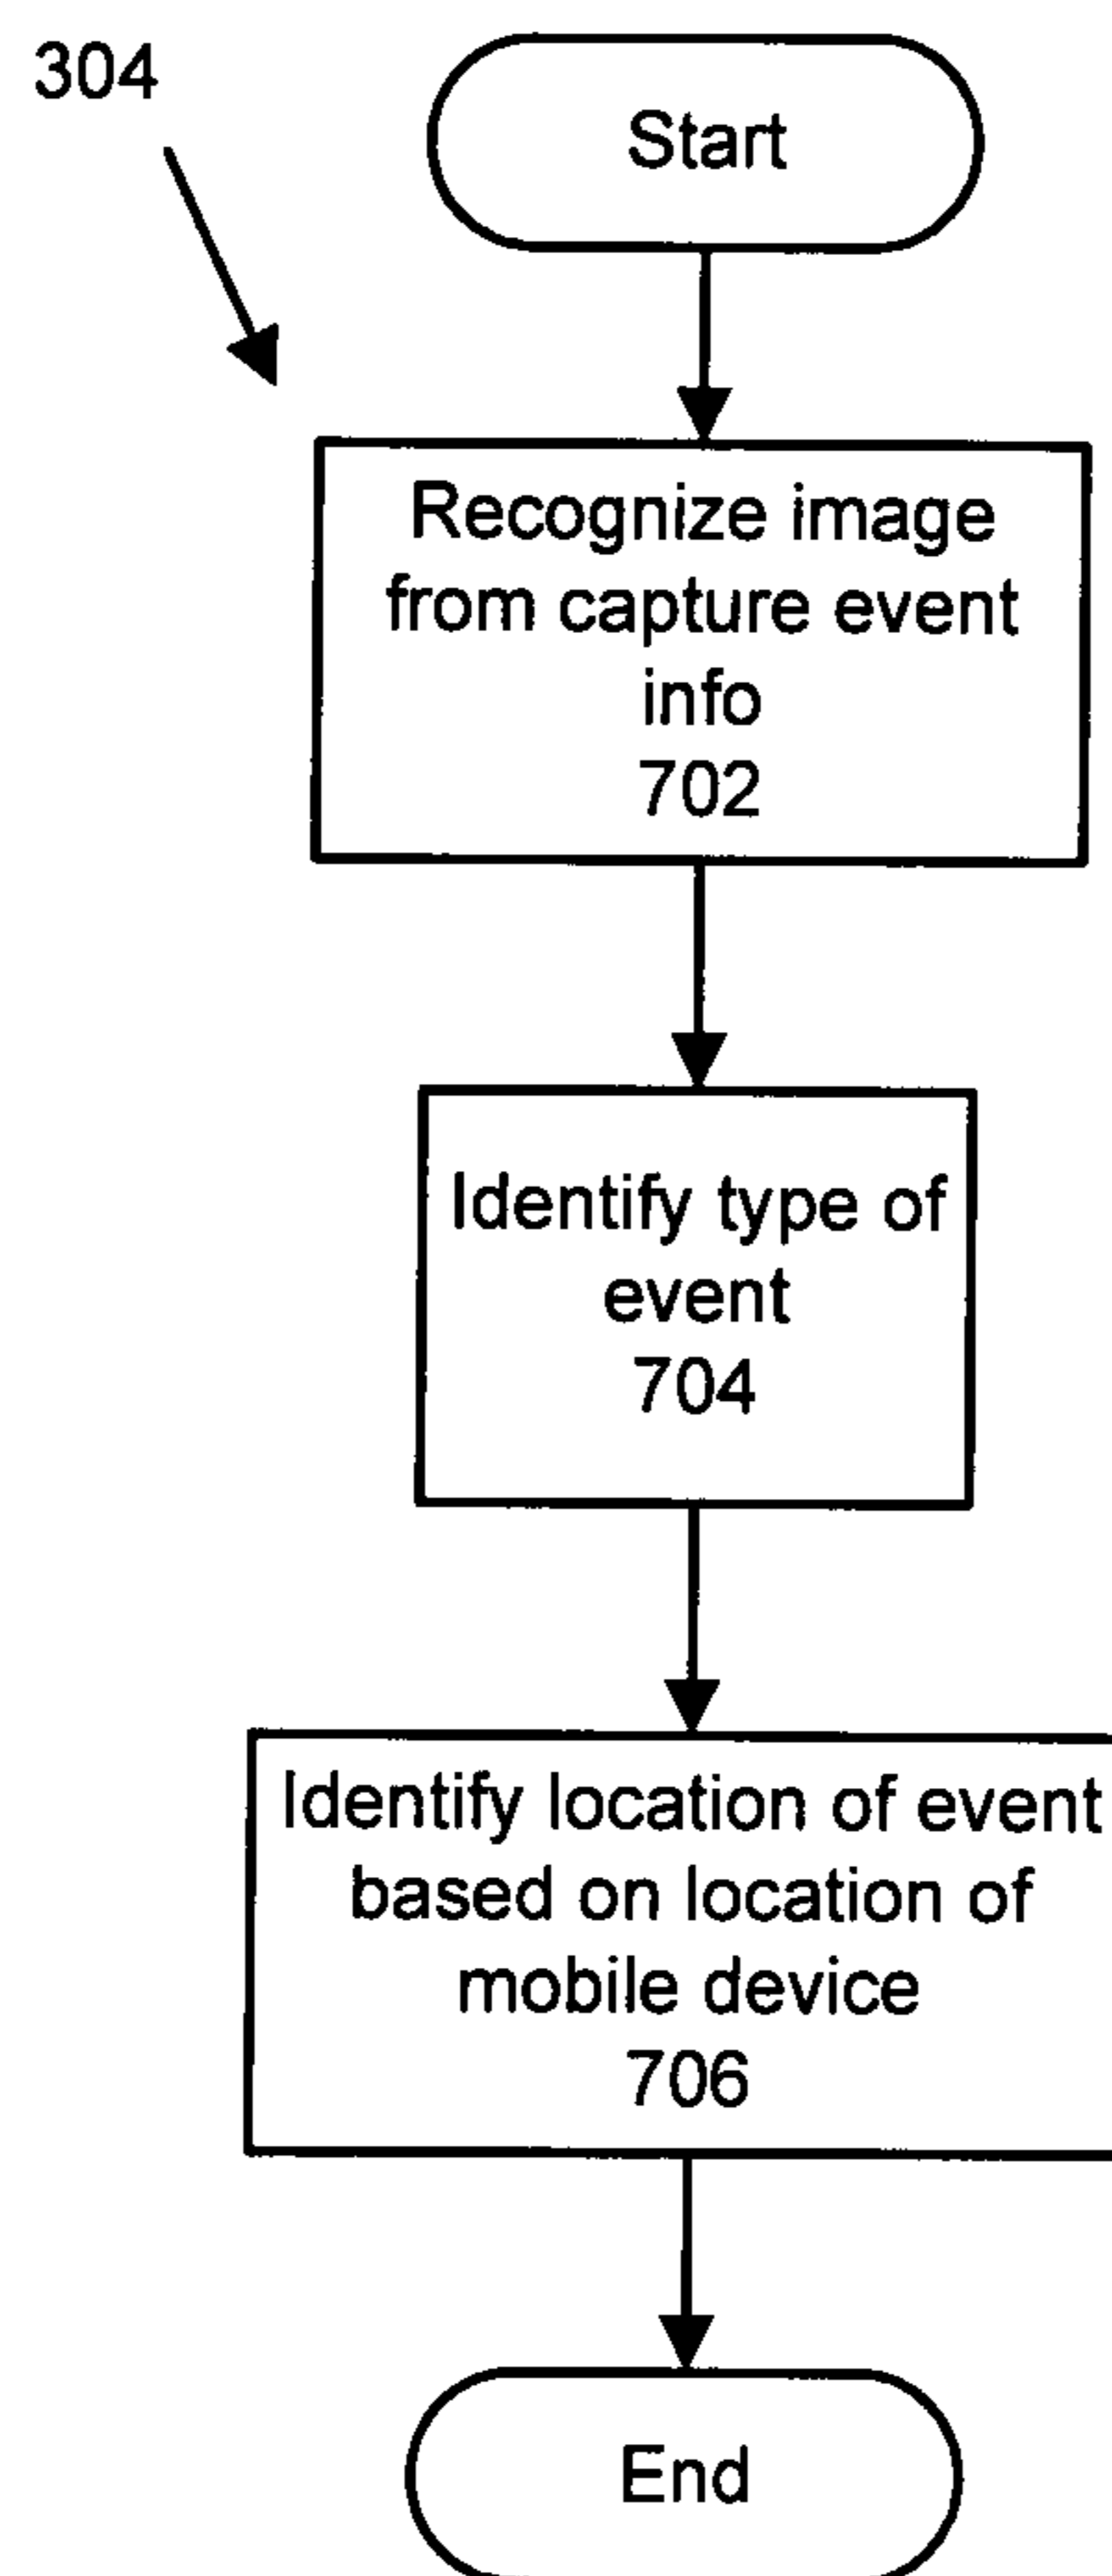 304
Start
Recognize image
from capture event
info
702
Identify type of
event
704
Identify location of event
based on location of
mobile device
706
End